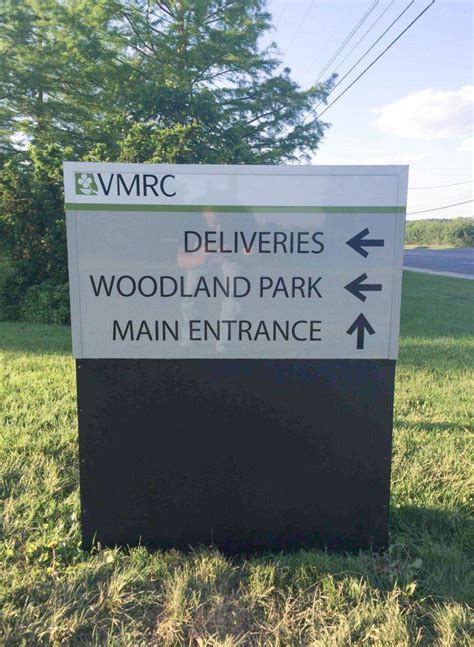 VMRC
DELIVERIES ←
WOODLAND PARK ←
MAIN ENTRANCE ↑